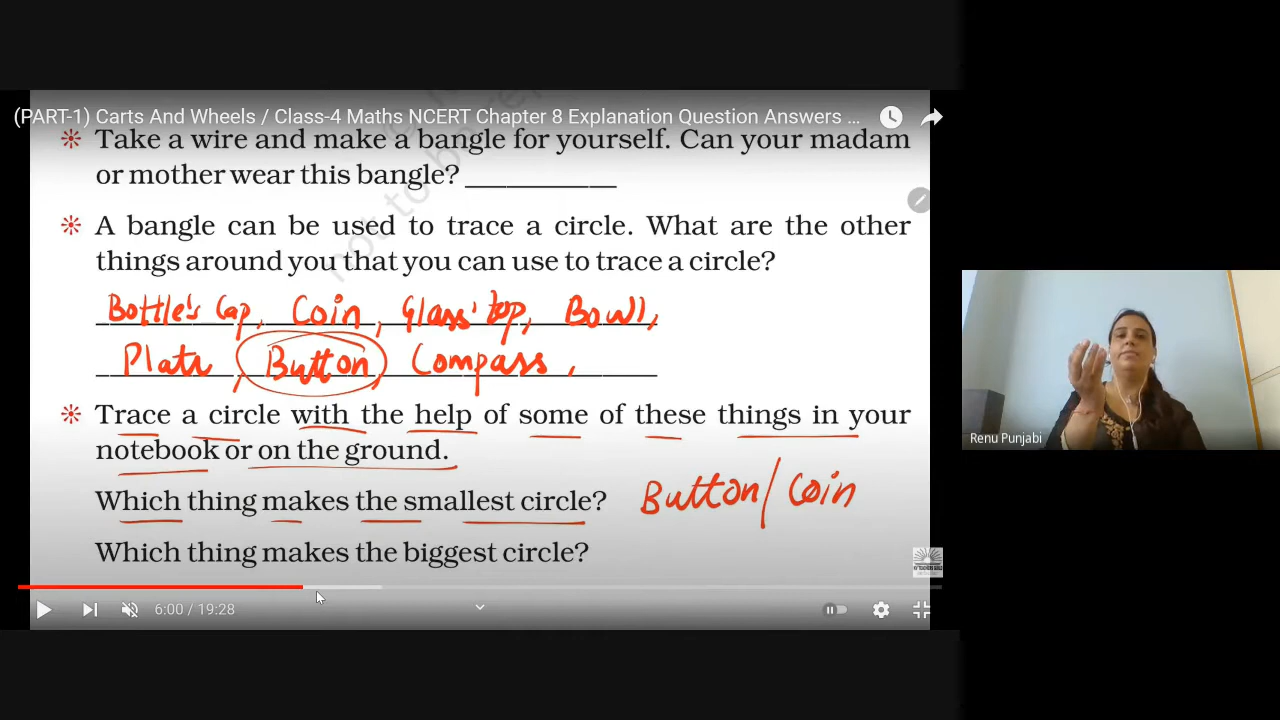 (PART-1) Carts And Wheels / Class-4 Maths NCERT Chapter 8 Explanation Question Answers ...
Take a wire and make a bangle for yourself. Can your madam
or mother wear this bangle? ___________
A bangle can be used to trace a circle. What are the other
things around you that you can use to trace a circle?
Bottle's Cap, Coin, Glass' top, Bowl,
Plate, Button, Compass,
Trace a circle with the help of some of these things in your
notebook or on the ground.
Which thing makes the smallest circle? Button/Coin
Which thing makes the biggest circle?
6:00 / 19:28
Renu Punjabi